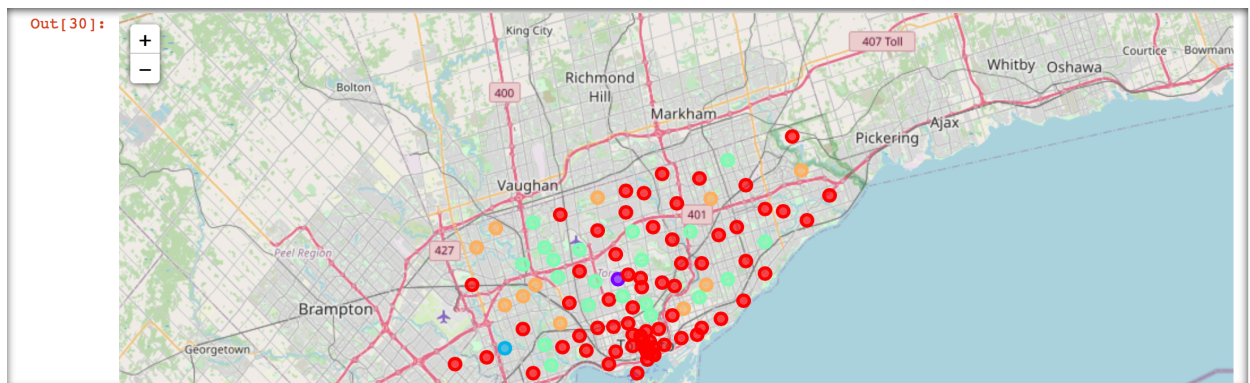 Out[30]:
+
−
King City
407 Toll
Courtice
Whitby
Oshawa
Richmond
Hill
Bolton
400
Markham
Ajax
Pickering
Vaughan
401
427
Peel Region
Brampton
Georgetown